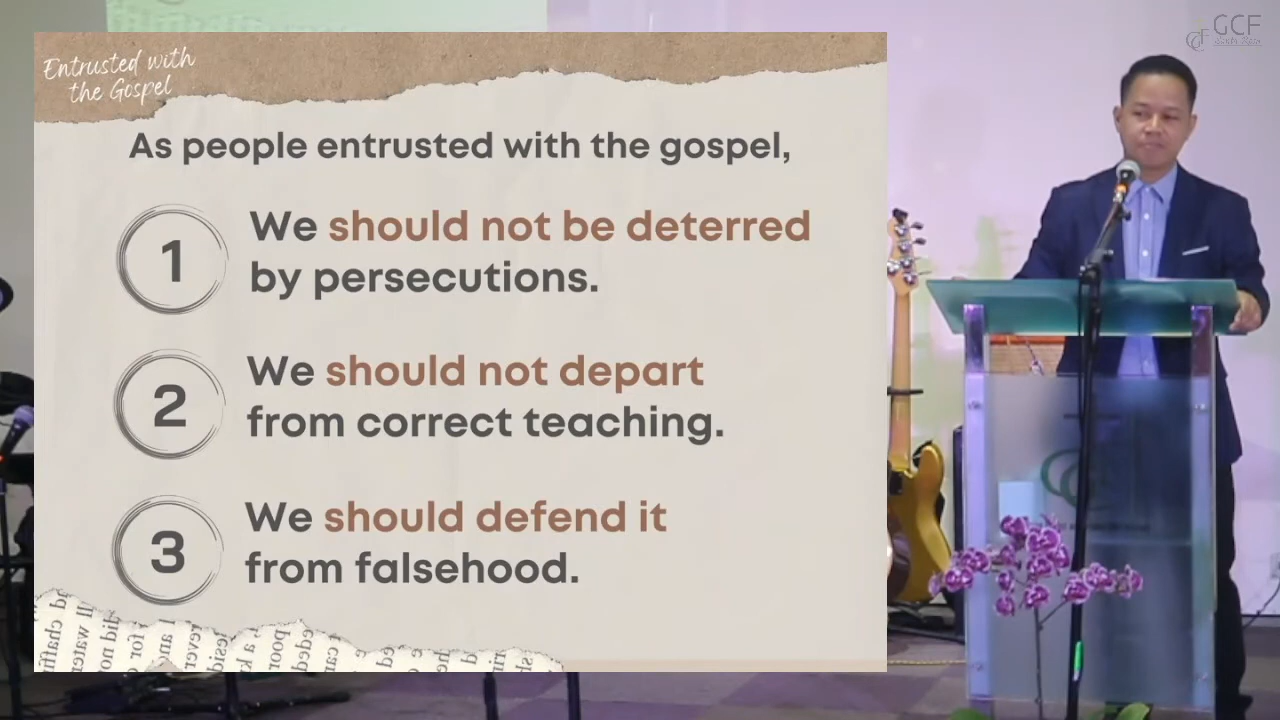 Entrusted with
the Gospel
GCF
As people entrusted with the gospel,
1
We should not be deterred
by persecutions.
2
We should not depart
from correct teaching.
3
We should defend it
from falsehood.